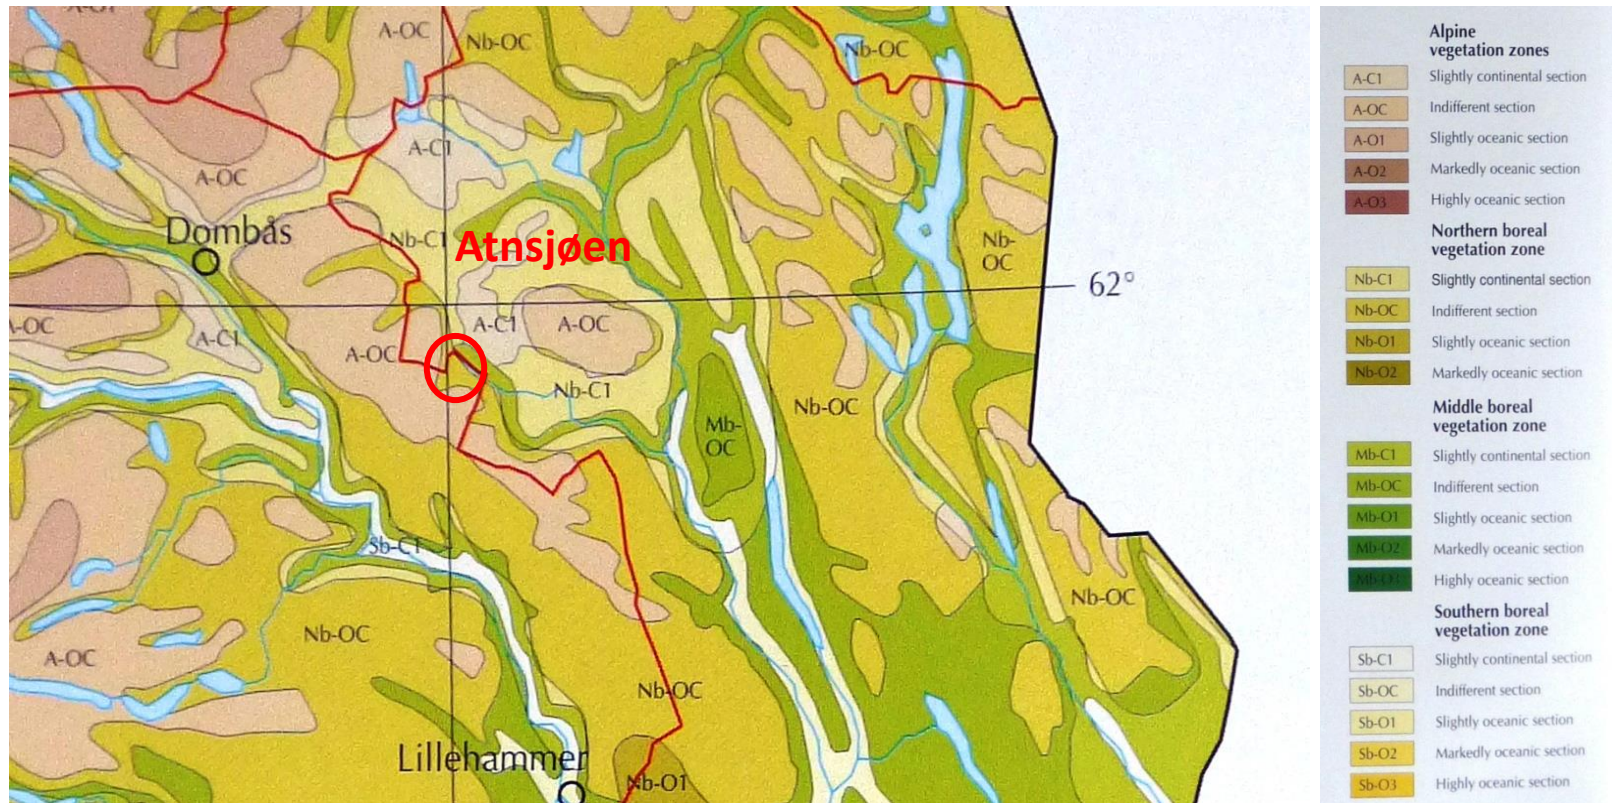 A-O1
A-OC
Nb-OC
Nb-OC
A-C1
A-OC
Dombås
Nb-C1
Atnsjøen
Nb-
OC
62°
A-OC
A-C1
A-C1
A-OC
A-OC
Nb-C1
Nb-OC
Mb-
OC
Sb-C1
Nb-OC
Nb-OC
A-OC
Nb-OC
Lillehammer
Nb-O1
Alpine
vegetation zones
A-C1 Slightly continental section
A-OC Indifferent section
A-O1 Slightly oceanic section
A-O2 Markedly oceanic section
A-O3 Highly oceanic section
Northern boreal
vegetation zone
Nb-C1 Slightly continental section
Nb-OC Indifferent section
Nb-O1 Slightly oceanic section
Nb-O2 Markedly oceanic section
Middle boreal
vegetation zone
Mb-C1 Slightly continental section
Mb-OC Indifferent section
Mb-O1 Slightly oceanic section
Mb-O2 Markedly oceanic section
Mb-O3 Highly oceanic section
Southern boreal
vegetation zone
Sb-C1 Slightly continental section
Sb-OC Indifferent section
Sb-O1 Slightly oceanic section
Sb-O2 Markedly oceanic section
Sb-O3 Highly oceanic section